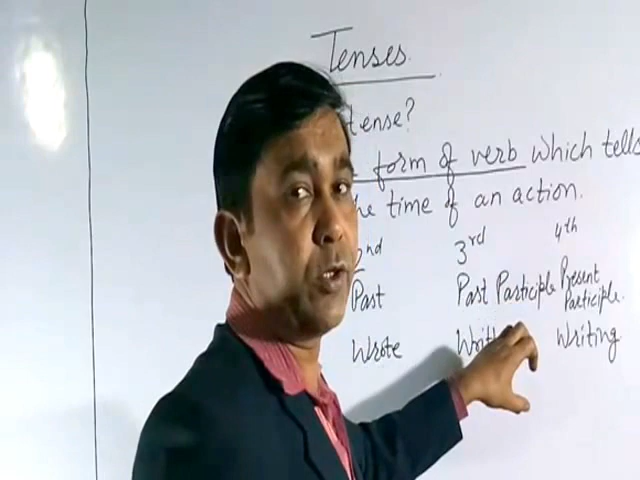 Tenses.
tense?
form of verb which tells
the time of an action.
2nd 3rd 4th
Past Past Participle Present Participle.
Wrote Writing